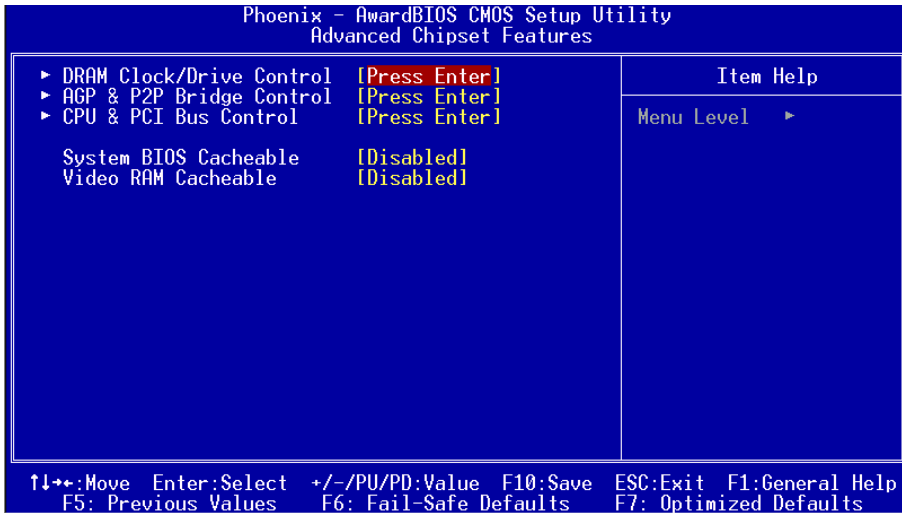 Phoenix - AwardBIOS CMOS Setup Utility
Advanced Chipset Features
► DRAM Clock/Drive Control [Press Enter]
► AGP & P2P Bridge Control [Press Enter]
► CPU & PCI Bus Control [Press Enter]
System BIOS Cacheable [Disabled]
Video RAM Cacheable [Disabled]
Item Help
Menu Level ►
↑↓→←:Move Enter:Select +/-/PU/PD:Value F10:Save ESC:Exit F1:General Help
F5: Previous Values F6: Fail-Safe Defaults F7: Optimized Defaults